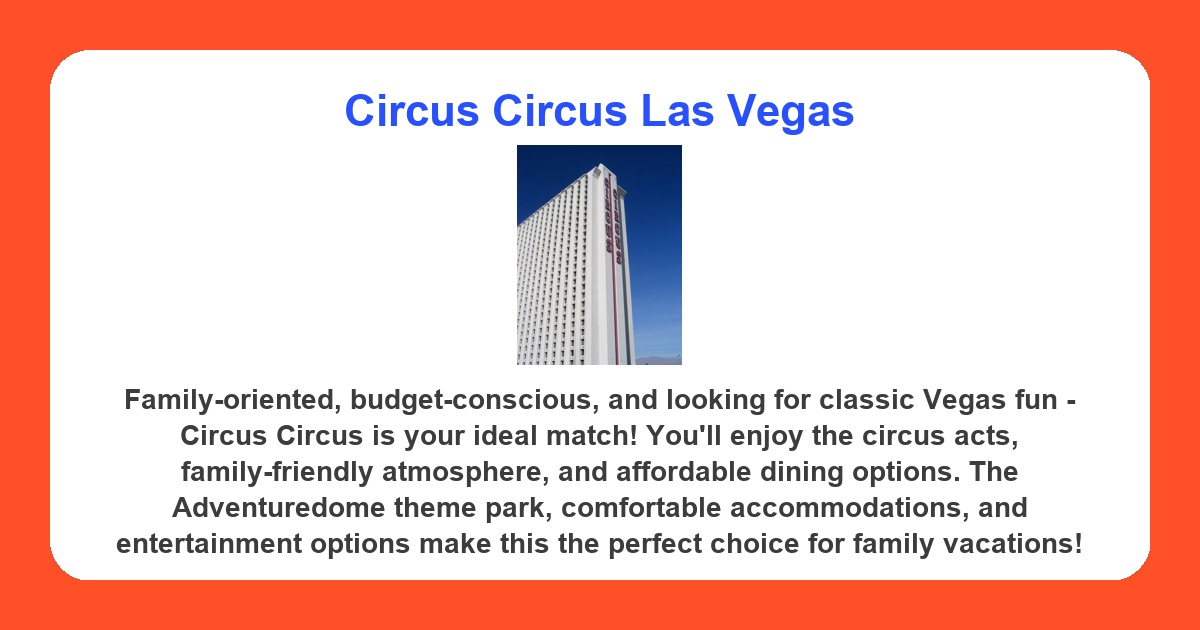 Circus Circus Las Vegas
Family-oriented, budget-conscious, and looking for classic Vegas fun -
Circus Circus is your ideal match! You'll enjoy the circus acts,
family-friendly atmosphere, and affordable dining options. The
Adventuredome theme park, comfortable accommodations, and
entertainment options make this the perfect choice for family vacations!